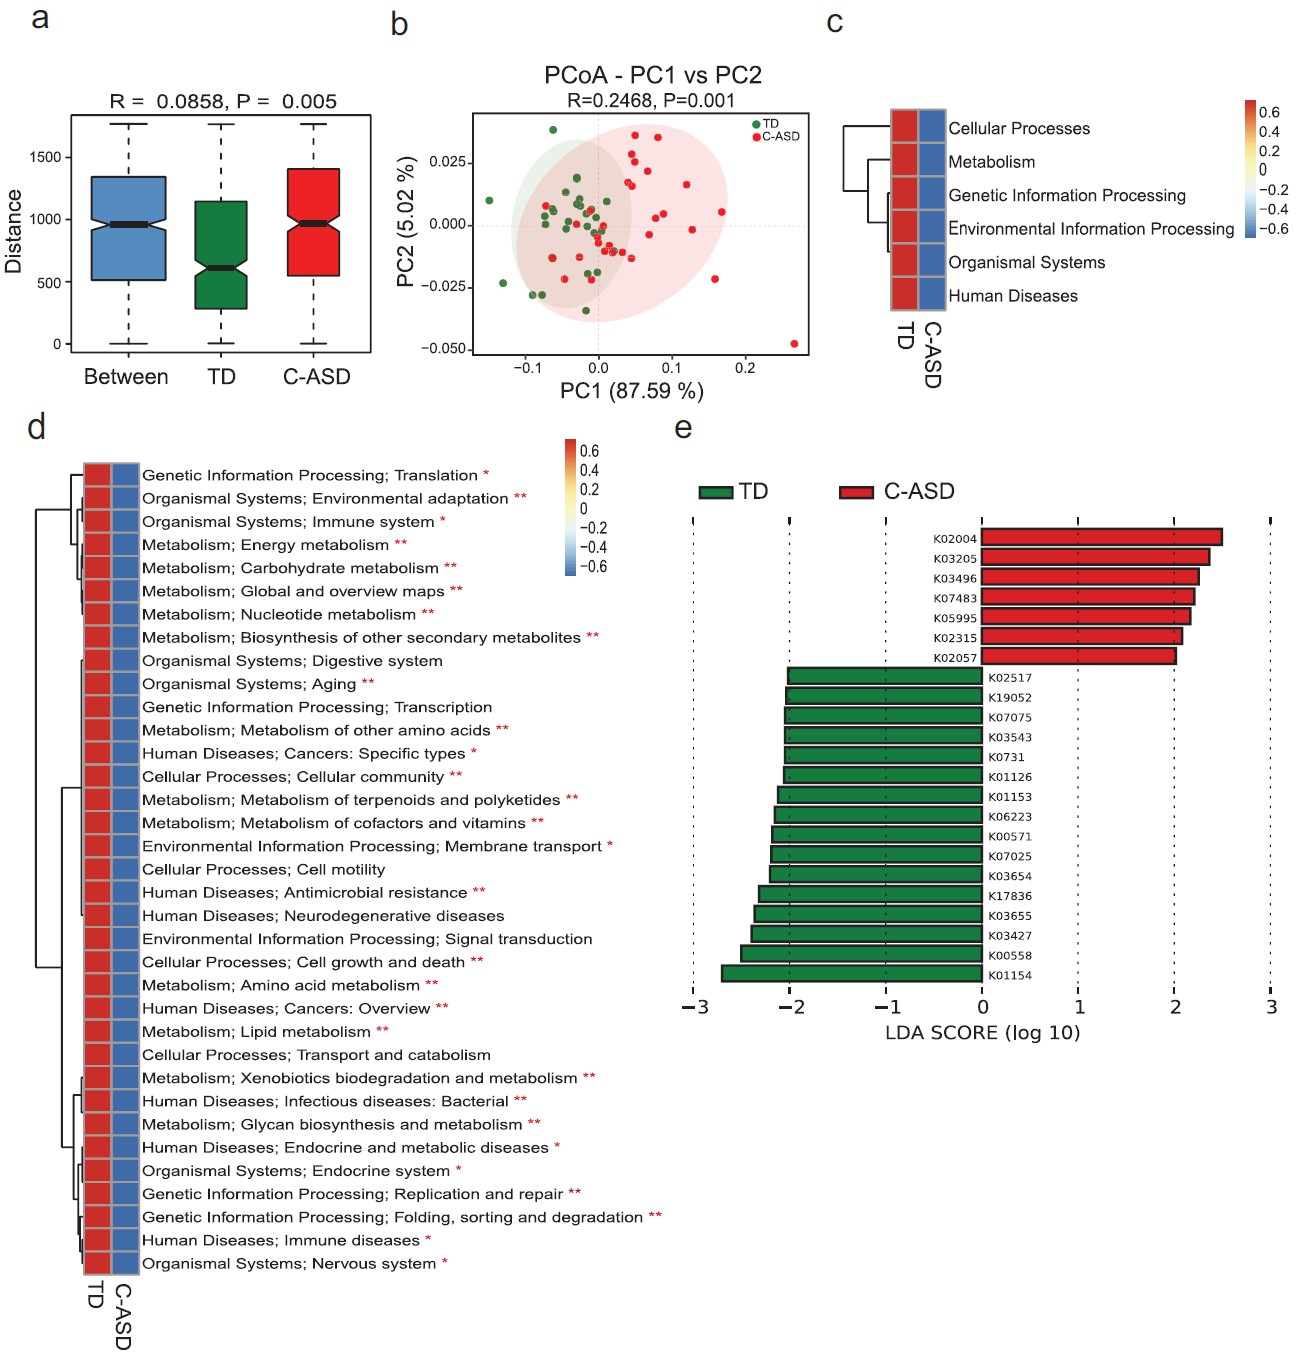 a
R = 0.0858, P = 0.005
Distance
1500
1000
500
0
Between TD C-ASD
b
PCoA - PC1 vs PC2
R=0.2468, P=0.001
TD
C-ASD
PC2 (5.02 %)
0.025
0.000
−0.025
−0.050
−0.1 0.0 0.1 0.2
PC1 (87.59 %)
c
Cellular Processes
Metabolism
Genetic Information Processing
Environmental Information Processing
Organismal Systems
Human Diseases
TD C-ASD
0.6
0.4
0.2
0
−0.2
−0.4
−0.6
d
Genetic Information Processing; Translation *
Organismal Systems; Environmental adaptation **
Organismal Systems; Immune system *
Metabolism; Energy metabolism **
Metabolism; Carbohydrate metabolism **
Metabolism; Global and overview maps **
Metabolism; Nucleotide metabolism **
Metabolism; Biosynthesis of other secondary metabolites **
Organismal Systems; Digestive system
Organismal Systems; Aging **
Genetic Information Processing; Transcription
Metabolism; Metabolism of other amino acids **
Human Diseases; Cancers: Specific types *
Cellular Processes; Cellular community **
Metabolism; Metabolism of terpenoids and polyketides **
Metabolism; Metabolism of cofactors and vitamins **
Environmental Information Processing; Membrane transport *
Cellular Processes; Cell motility
Human Diseases; Antimicrobial resistance **
Human Diseases; Neurodegenerative diseases
Environmental Information Processing; Signal transduction
Cellular Processes; Cell growth and death **
Metabolism; Amino acid metabolism **
Human Diseases; Cancers: Overview **
Metabolism; Lipid metabolism **
Cellular Processes; Transport and catabolism
Metabolism; Xenobiotics biodegradation and metabolism **
Human Diseases; Infectious diseases: Bacterial **
Metabolism; Glycan biosynthesis and metabolism **
Human Diseases; Endocrine and metabolic diseases *
Organismal Systems; Endocrine system *
Genetic Information Processing; Replication and repair **
Genetic Information Processing; Folding, sorting and degradation **
Human Diseases; Immune diseases *
Organismal Systems; Nervous system *
TD C-ASD
0.6
0.4
0.2
0
−0.2
−0.4
−0.6
e
TD C-ASD
K02004
K03205
K03496
K07483
K05995
K02315
K02057
K02517
K19052
K07075
K03543
K0731
K01126
K01153
K06223
K00571
K07025
K03654
K17836
K03655
K03427
K00558
K01154
−3 −2 −1 0 1 2 3
LDA SCORE (log 10)